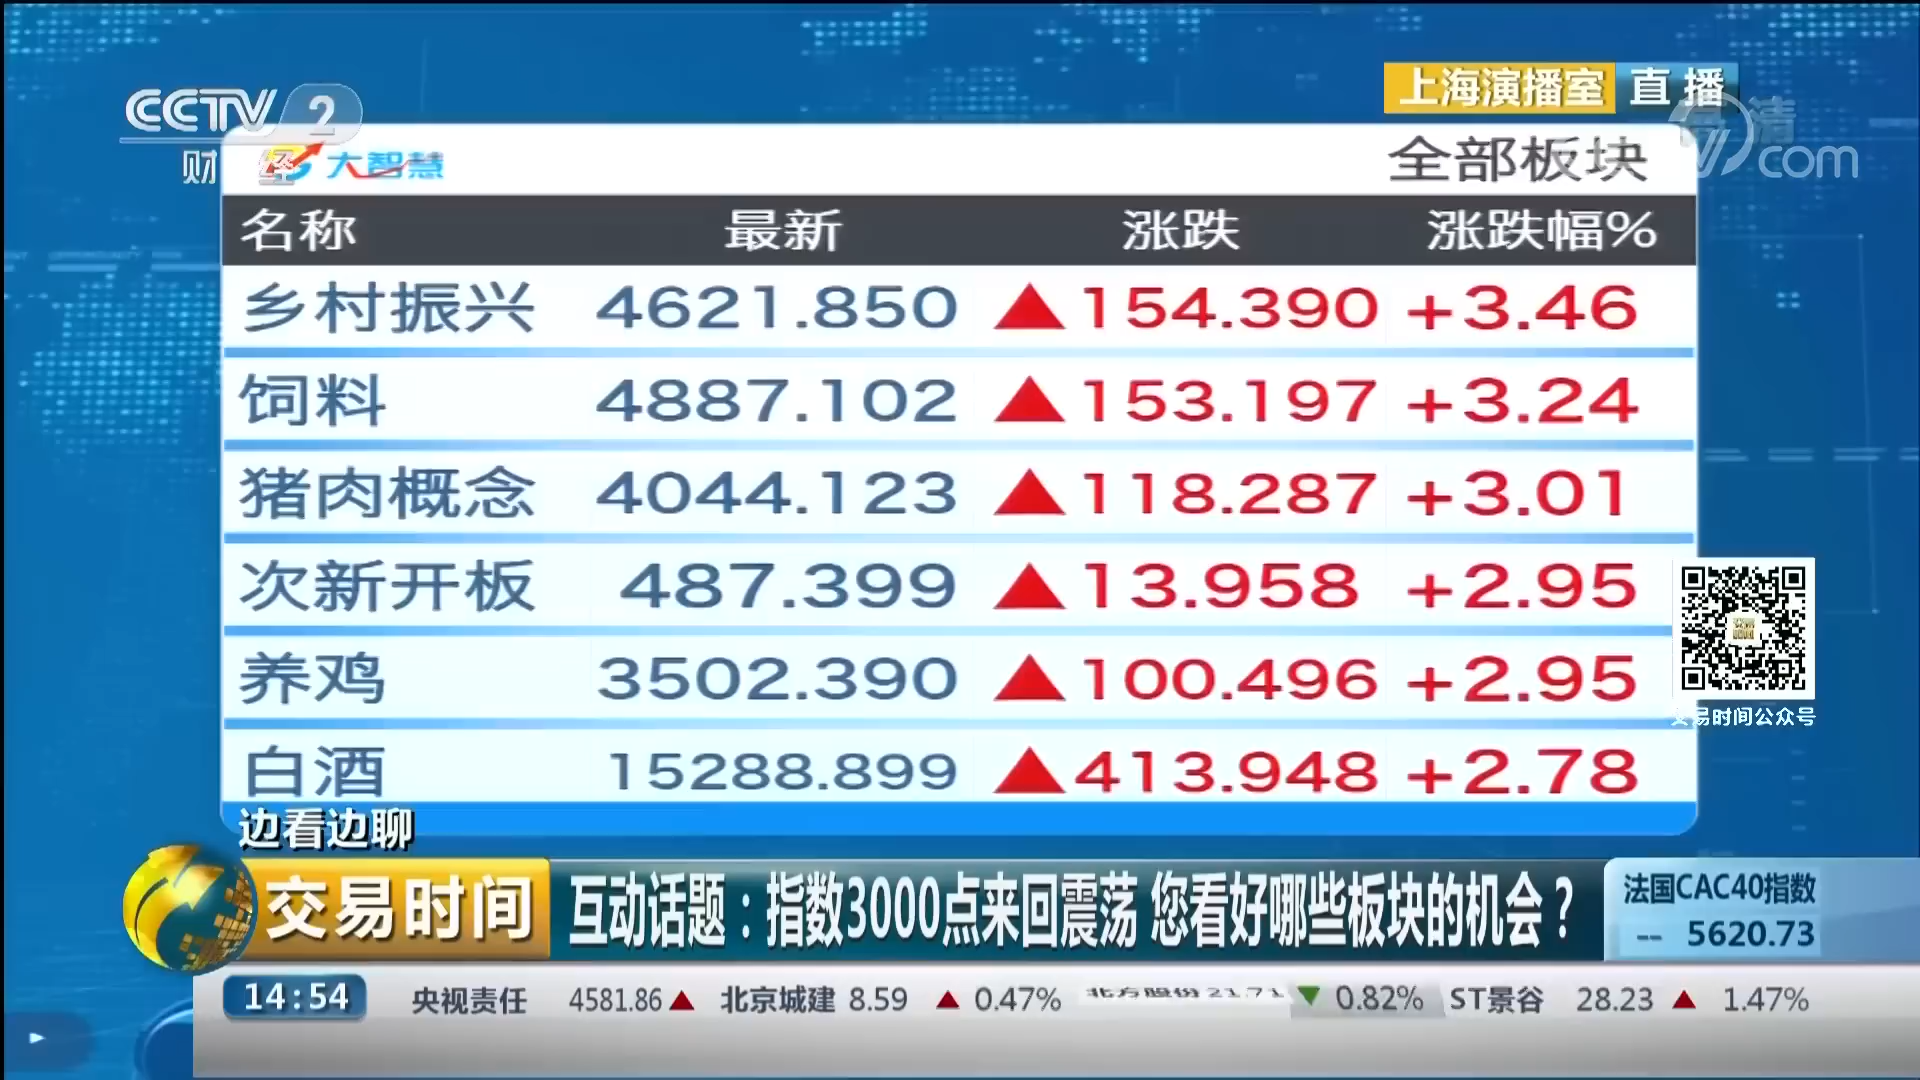 CCTV 2
财经
大智慧
上海演播室 直播
高清
com
全部板块
名称 最新 涨跌 涨跌幅%
乡村振兴 4621.850 ▲154.390 +3.46
饲料 4887.102 ▲153.197 +3.24
猪肉概念 4044.123 ▲118.287 +3.01
次新开板 487.399 ▲13.958 +2.95
养鸡 3502.390 ▲100.496 +2.95
白酒 15288.899 ▲413.948 +2.78
交易时间公众号
边看边聊
交易时间
互动话题：指数3000点来回震荡 您看好哪些板块的机会？
法国CAC40指数
-- 5620.73
14:54 央视责任 4581.86 ▲ 北京城建 8.59 ▲ 0.47% ▼ 0.82% ST景谷 28.23 ▲ 1.47%